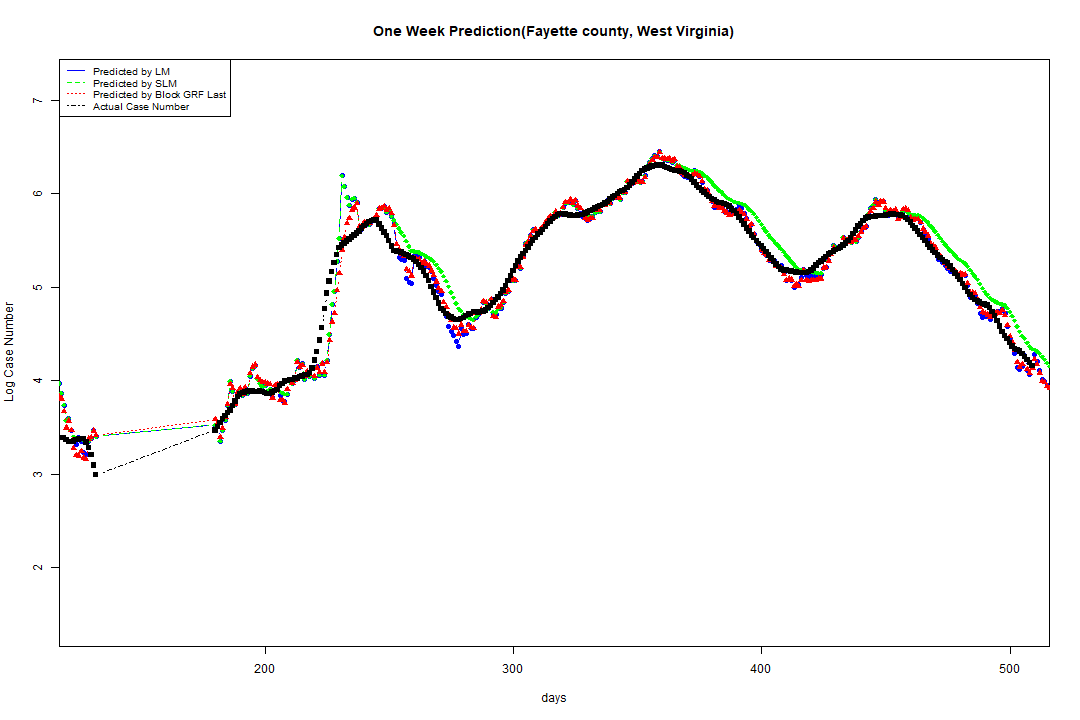 One Week Prediction(Fayette county, West Virginia)
Predicted by LM
Predicted by SLM
Predicted by Block GRF Last
Actual Case Number
7
6
5
4
3
2
Log Case Number
200 300 400 500
days